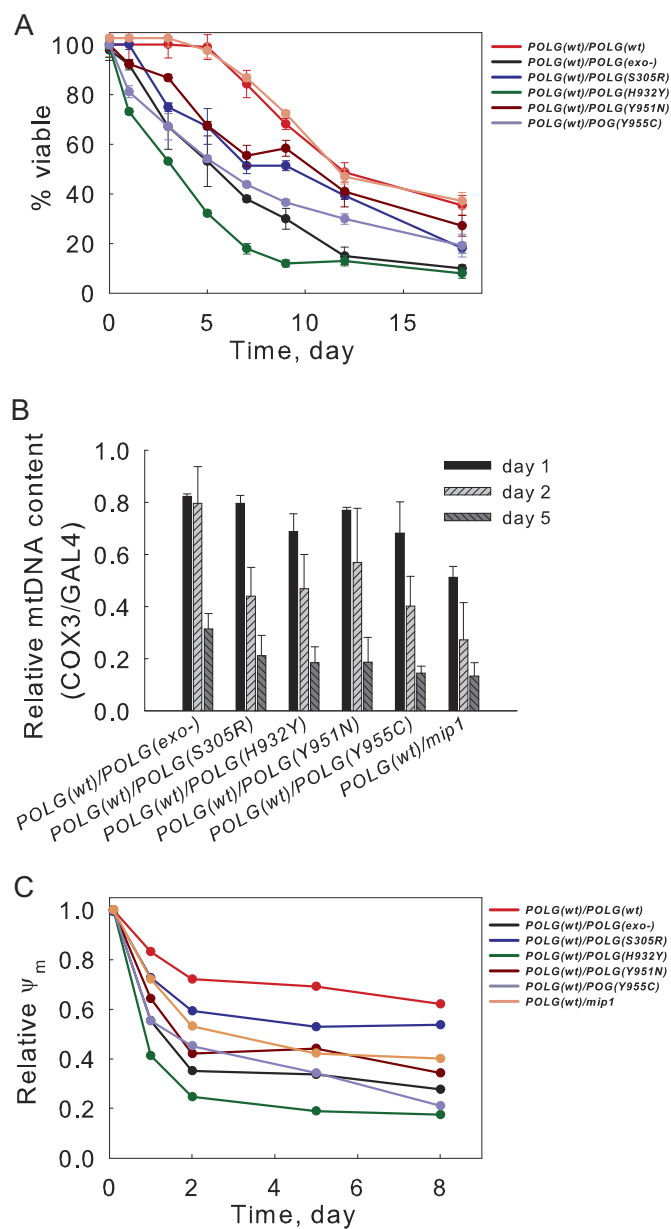 A
100
80
60
40
20
0
% viable
0
5
10
15
Time, day
POLG(wt)/POLG(wt)
POLG(wt)/POLG(exo-)
POLG(wt)/POLG(S305R)
POLG(wt)/POLG(H932Y)
POLG(wt)/POLG(Y951N)
POLG(wt)/POG(Y955C)
B
Relative mtDNA content
(COX3/GAL4)
1.0
0.8
0.6
0.4
0.2
0.0
day 1
day 2
day 5
POLG(wt)/POLG(exo-)
POLG(wt)/POLG(S305R)
POLG(wt)/POLG(H932Y)
POLG(wt)/POLG(Y951N)
POLG(wt)/POLG(Y955C)
POLG(wt)/mip1
C
1.0
0.8
0.6
0.4
0.2
0.0
Relative Ψm
0
2
4
6
8
Time, day
POLG(wt)/POLG(wt)
POLG(wt)/POLG(exo-)
POLG(wt)/POLG(S305R)
POLG(wt)/POLG(H932Y)
POLG(wt)/POLG(Y951N)
POLG(wt)/POG(Y955C)
POLG(wt)/mip1